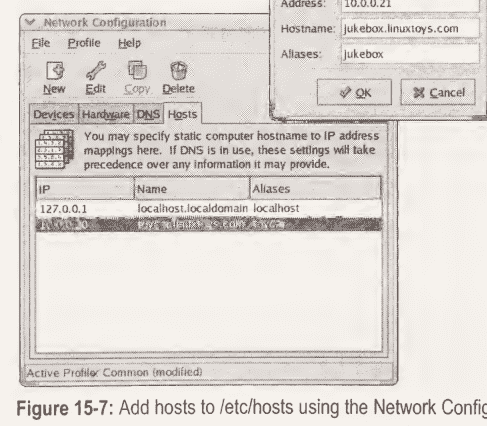 Address: 10.0.0.21
Network Configuration
Hostname: jukebox.linuxtoys.com
File Profile Help
Aliases: jukebox
New Edit Copy Delete
OK Cancel
Devices Hardware DNS Hosts
You may specify static computer hostname to IP address
mappings here. If DNS is in use, these settings will take
precedence over any information it may provide.
IP Name Aliases
127.0.0.1 localhost.localdomain localhost
Active Profile: Common (modified)
Figure 15-7: Add hosts to /etc/hosts using the Network Config